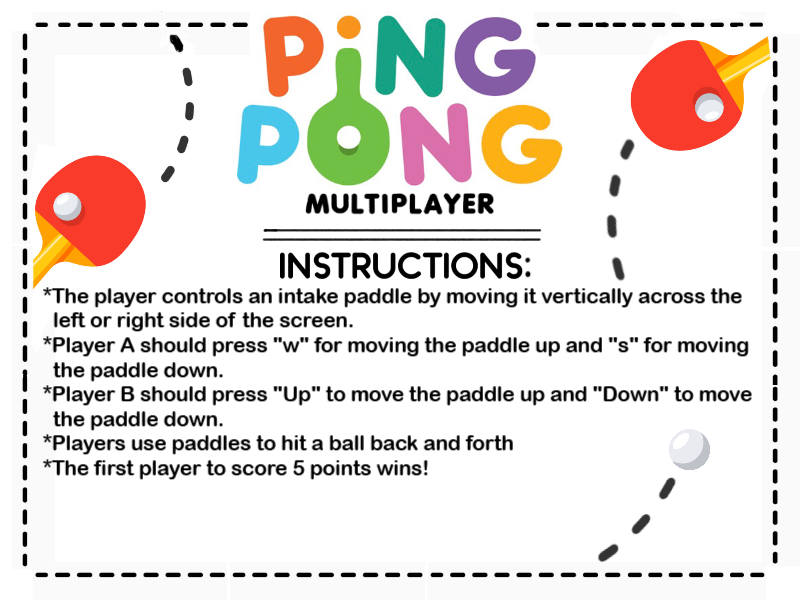 PiNG
PONG
MULTIPLAYER
INSTRUCTIONS:
*The player controls an intake paddle by moving it vertically across the
left or right side of the screen.
*Player A should press "w" for moving the paddle up and "s" for moving
the paddle down.
*Player B should press "Up" to move the paddle up and "Down" to move
the paddle down.
*Players use paddles to hit a ball back and forth
*The first player to score 5 points wins!